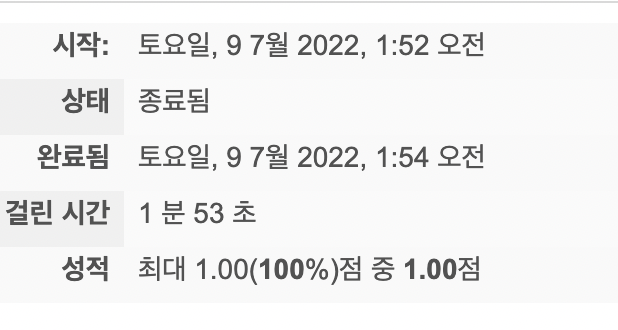 시작: 토요일, 9 7월 2022, 1:52 오전
상태 종료됨
완료됨 토요일, 9 7월 2022, 1:54 오전
걸린 시간 1 분 53 초
성적 최대 1.00(100%)점 중 1.00점